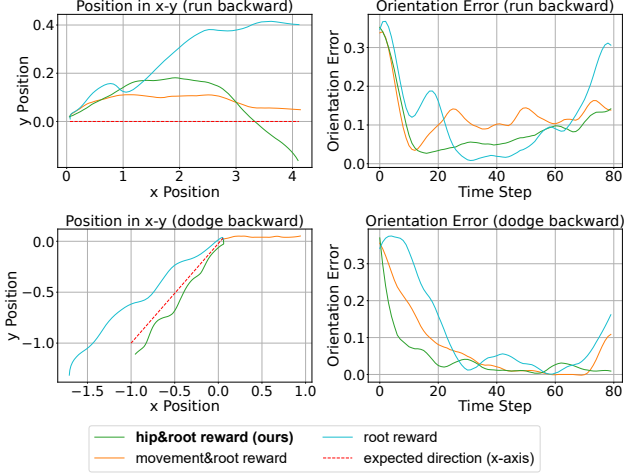 Position in x-y (run backward)
y Position
0.4
0.2
0.0
0 1 2 3 4
x Position
Orientation Error (run backward)
Orientation Error
0.3
0.2
0.1
0.0
0 20 40 60 80
Time Step
Position in x-y (dodge backward)
y Position
0.0
−0.5
−1.0
−1.5 −1.0 −0.5 0.0 0.5 1.0
x Position
Orientation Error (dodge backward)
Orientation Error
0.3
0.2
0.1
0.0
0 20 40 60 80
Time Step
hip&root reward (ours)
root reward
movement&root reward
expected direction (x-axis)